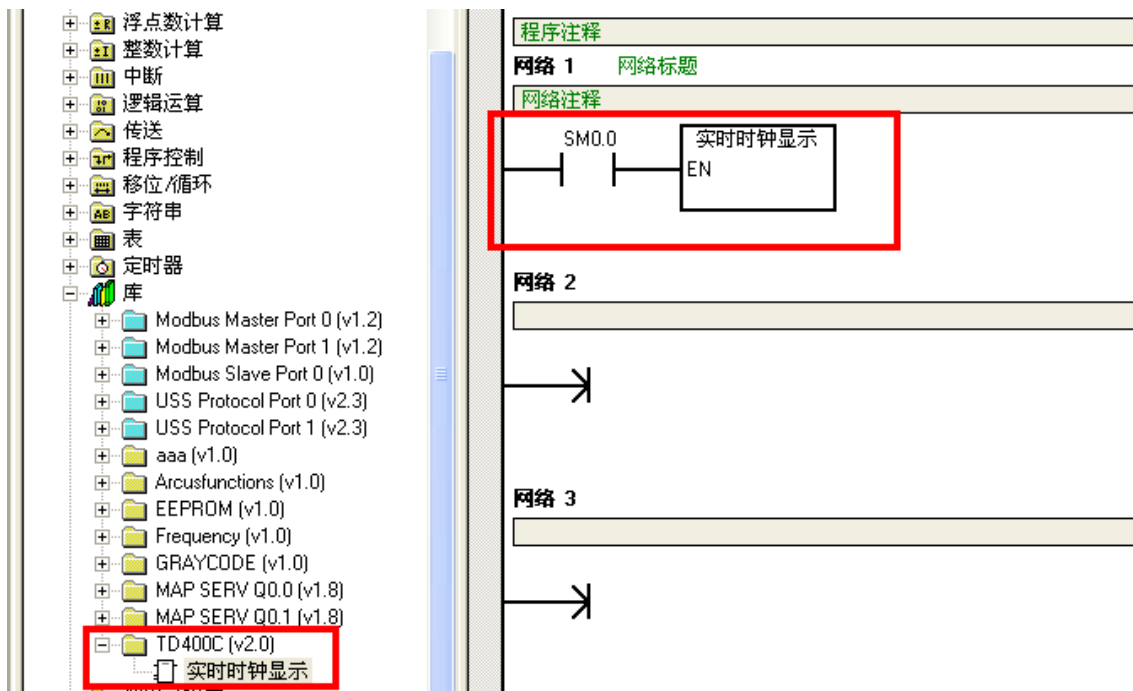 浮点数计算
整数计算
中断
逻辑运算
传送
程序控制
移位/循环
字符串
表
定时器
库
Modbus Master Port 0 (v1.2)
Modbus Master Port 1 (v1.2)
Modbus Slave Port 0 (v1.0)
USS Protocol Port 0 (v2.3)
USS Protocol Port 1 (v2.3)
aaa (v1.0)
Arcusfunctions (v1.0)
EEPROM (v1.0)
Frequency (v1.0)
GRAYCODE (v1.0)
MAP SERV Q0.0 (v1.8)
MAP SERV Q0.1 (v1.8)
TD400C (v2.0)
实时时钟显示
程序注释
网络 1 网络标题
网络注释
SM0.0 实时时钟显示
EN
网络 2
网络 3